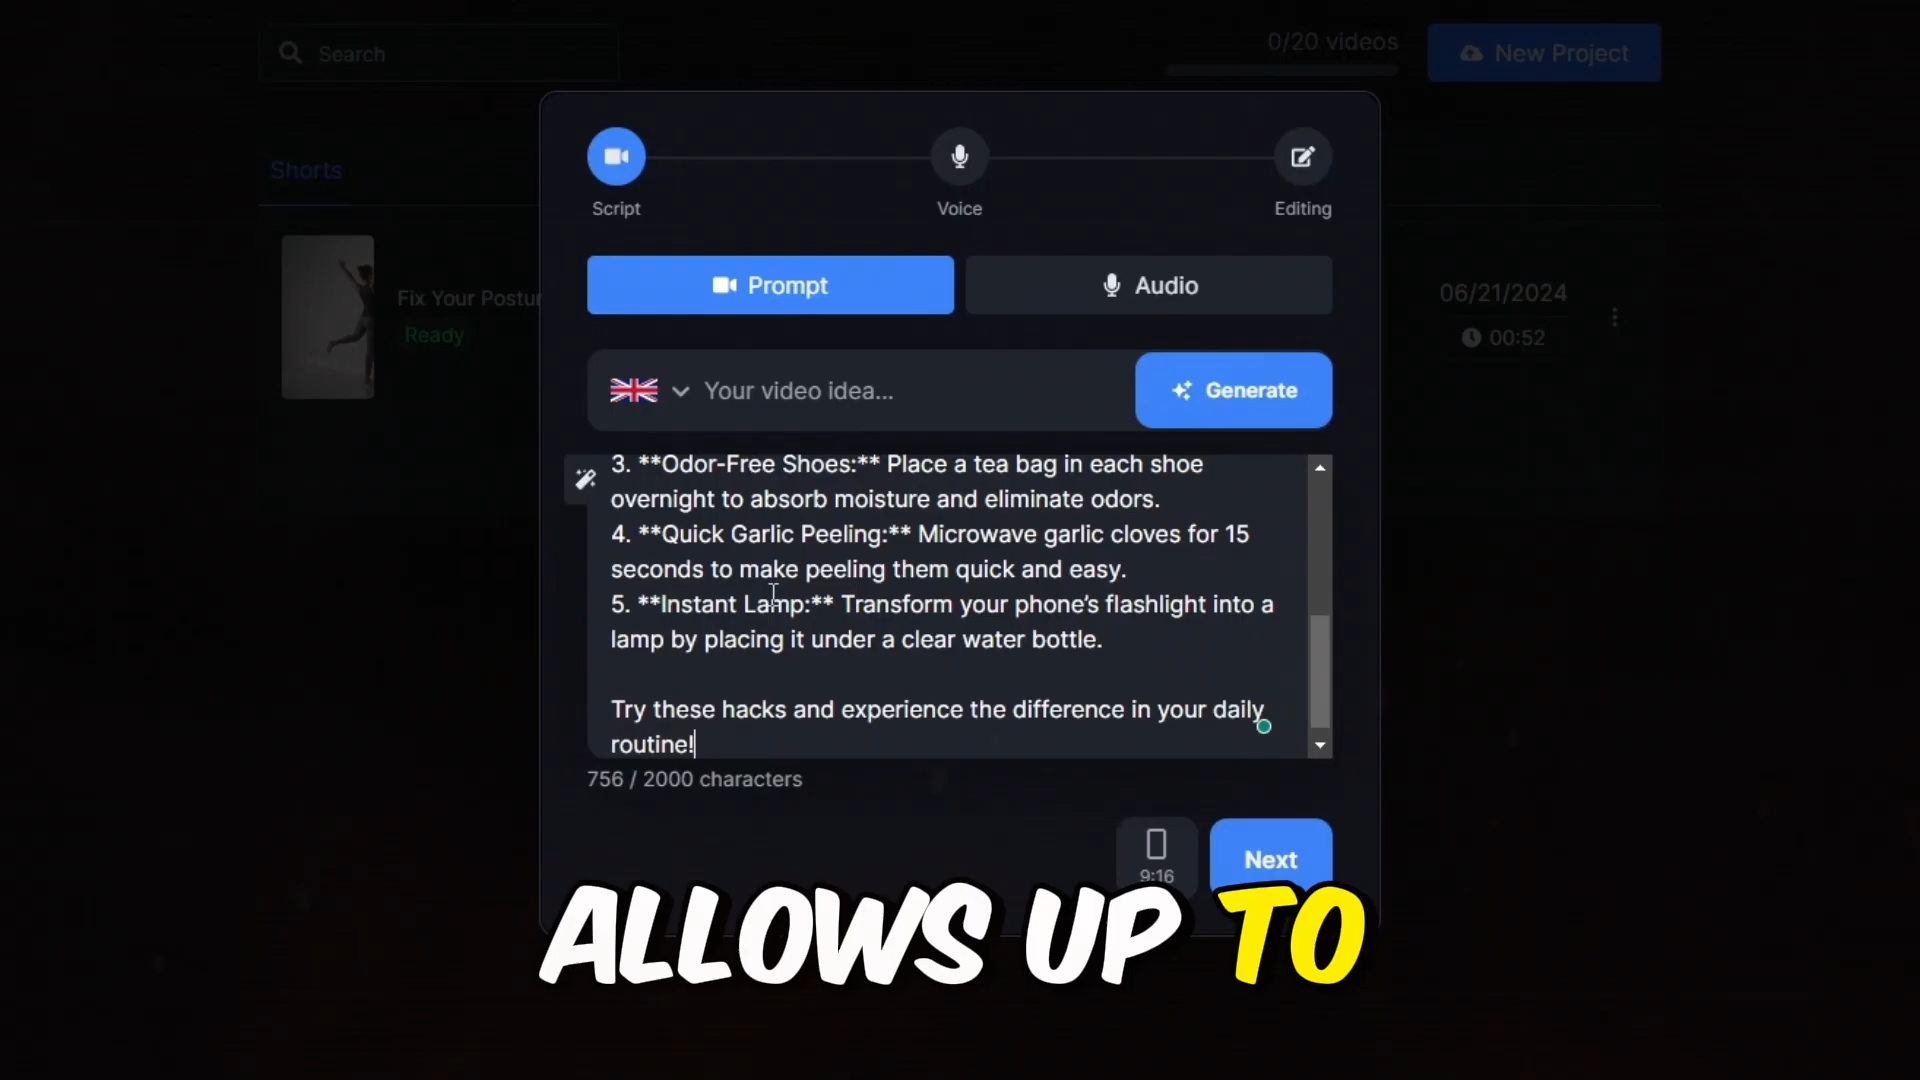 Search
0/20 videos
New Project
Shorts
Script
Voice
Editing
Prompt
Audio
Fix Your Postur
Ready
06/21/2024
00:52
Your video idea...
Generate
3. **Odor-Free Shoes:** Place a tea bag in each shoe
overnight to absorb moisture and eliminate odors.
4. **Quick Garlic Peeling:** Microwave garlic cloves for 15
seconds to make peeling them quick and easy.
5. **Instant Lamp:** Transform your phone’s flashlight into a
lamp by placing it under a clear water bottle.
Try these hacks and experience the difference in your daily
routine!
756 / 2000 characters
9:16
Next
ALLOWS UP TO